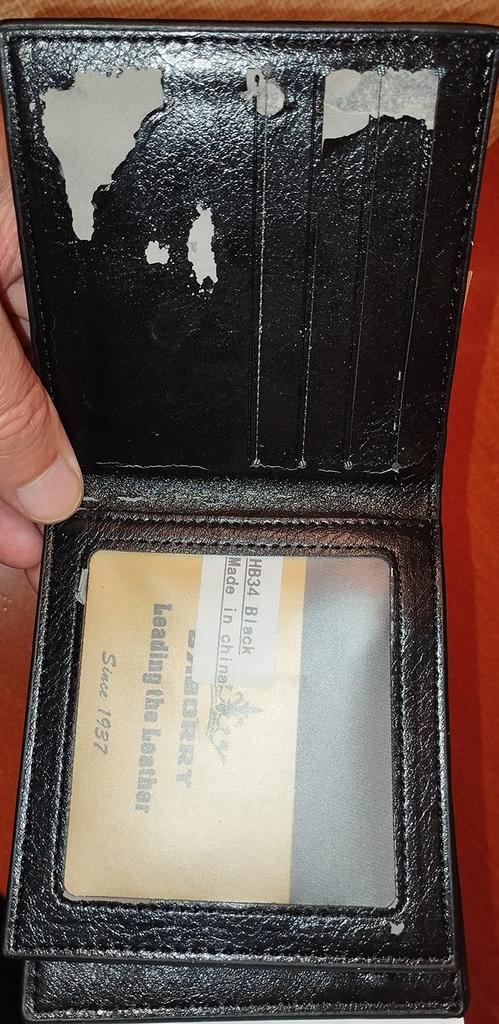 HB34 Black
Made in china
Leading the Leather
Since 1937